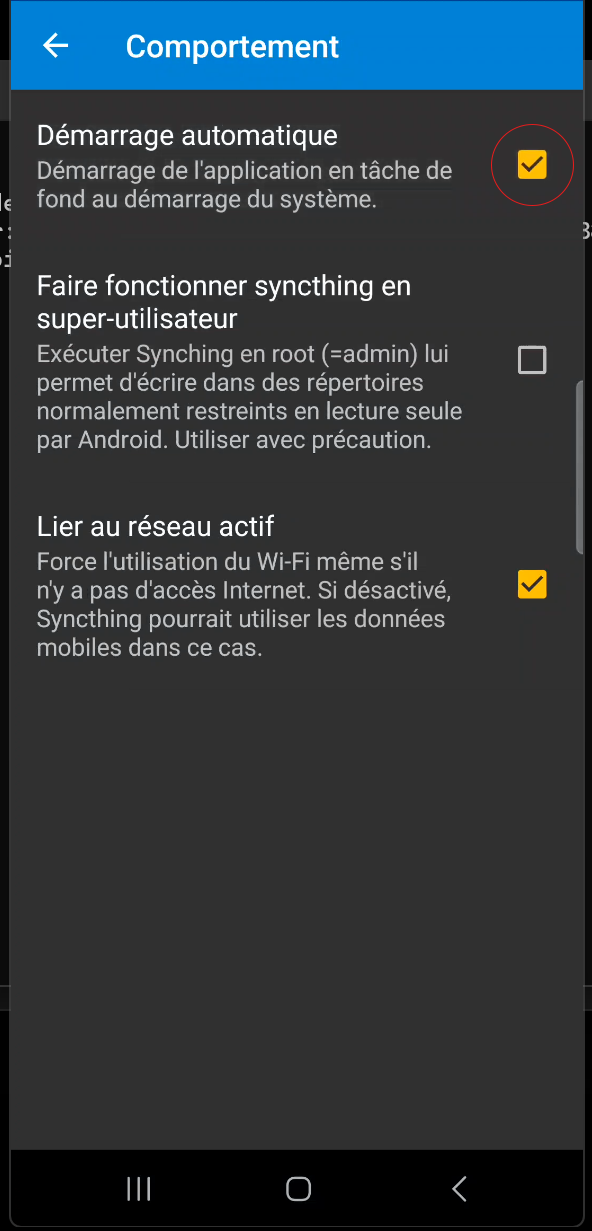 Comportement
Démarrage automatique
Démarrage de l'application en tâche de
fond au démarrage du système.
Faire fonctionner syncthing en
super-utilisateur
Exécuter Synching en root (=admin) lui
permet d'écrire dans des répertoires
normalement restreints en lecture seule
par Android. Utiliser avec précaution.
Lier au réseau actif
Force l'utilisation du Wi-Fi même s'il
n'y a pas d'accès Internet. Si désactivé,
Syncthing pourrait utiliser les données
mobiles dans ce cas.